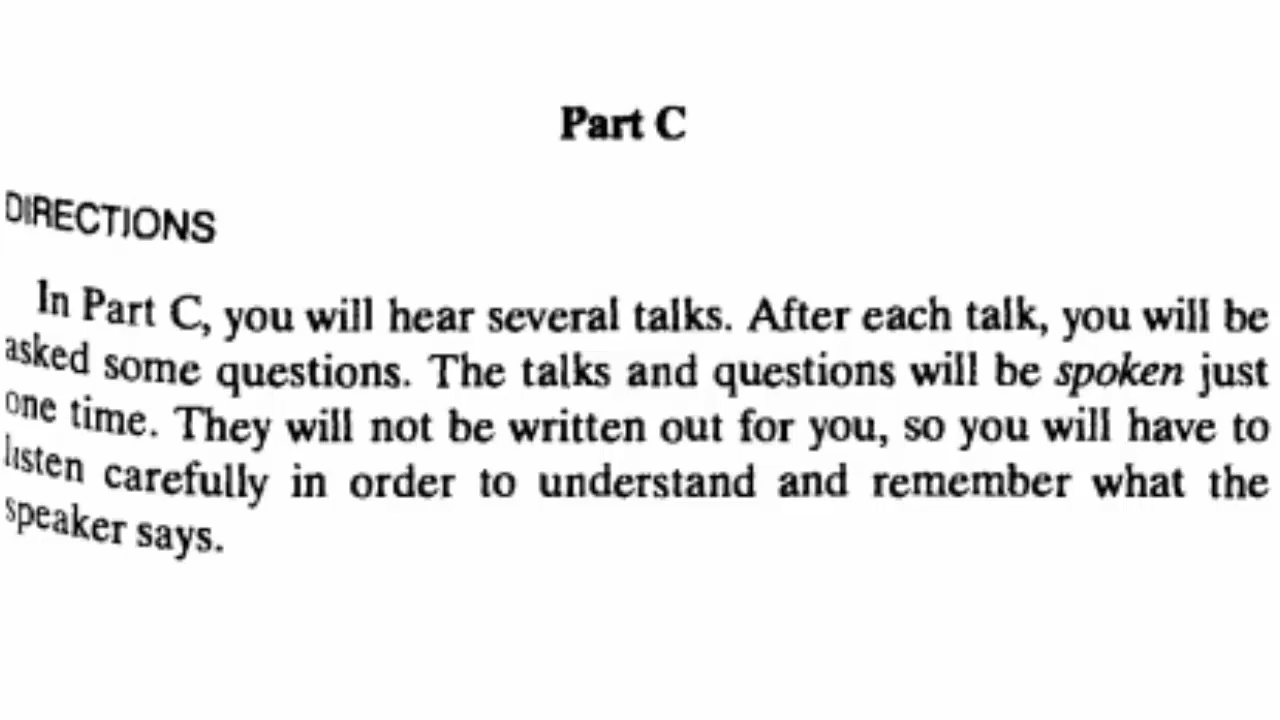 Part C
DIRECTIONS
In Part C, you will hear several talks. After each talk, you will be
asked some questions. The talks and questions will be spoken just
one time. They will not be written out for you, so you will have to
listen carefully in order to understand and remember what the
speaker says.